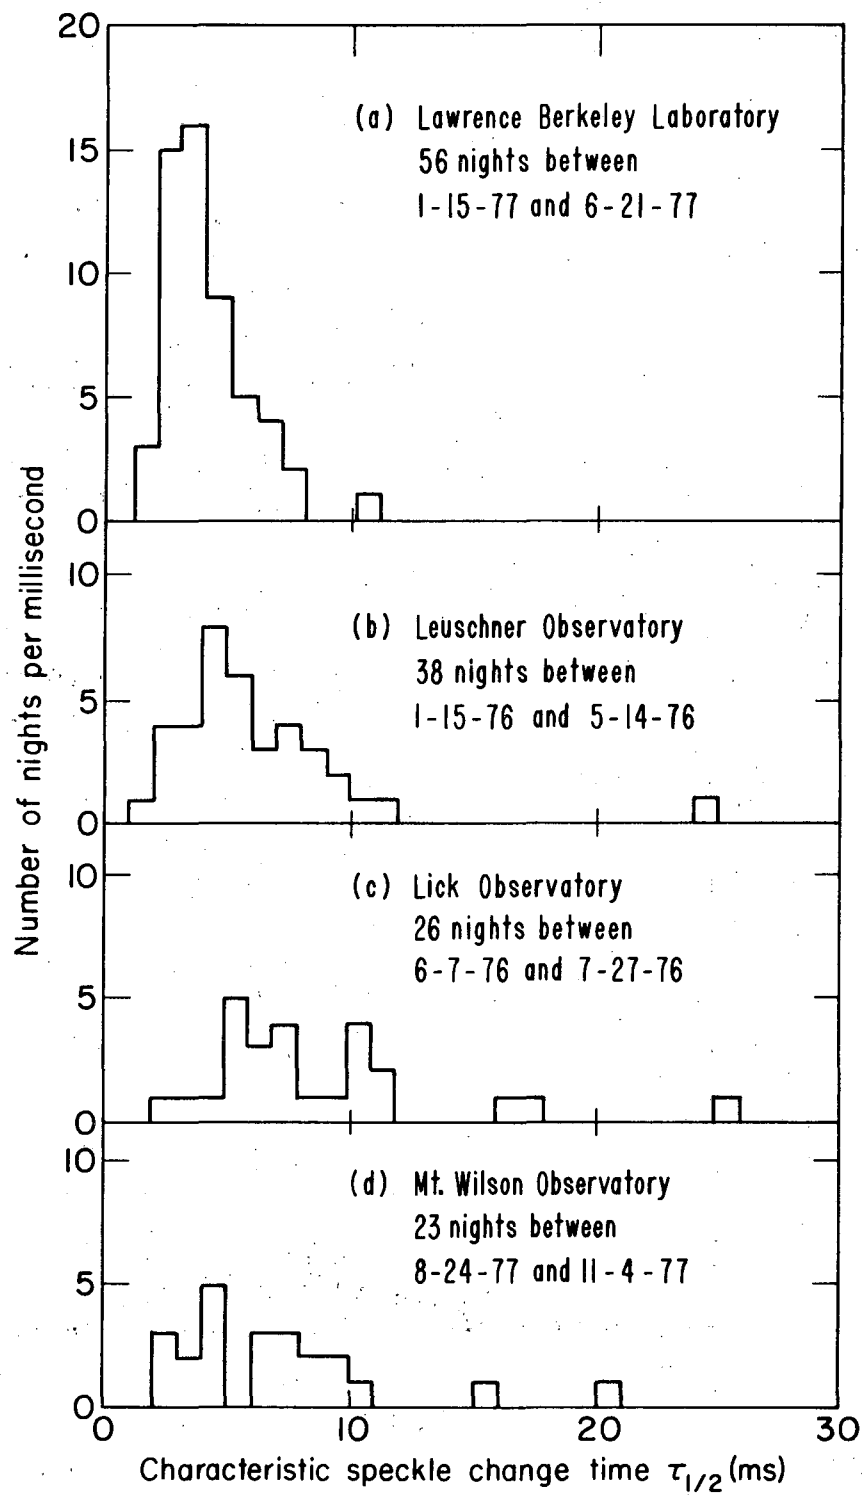 20
(a) Lawrence Berkeley Laboratory
56 nights between
1-15-77 and 6-21-77
15
10
5
0
Number of nights per millisecond
10
(b) Leuschner Observatory
38 nights between
1-15-76 and 5-14-76
5
0
10
(c) Lick Observatory
26 nights between
6-7-76 and 7-27-76
5
0
10
(d) Mt. Wilson Observatory
23 nights between
8-24-77 and 11-4-77
5
0
0 10 20 30
Characteristic speckle change time τ1/2 (ms)